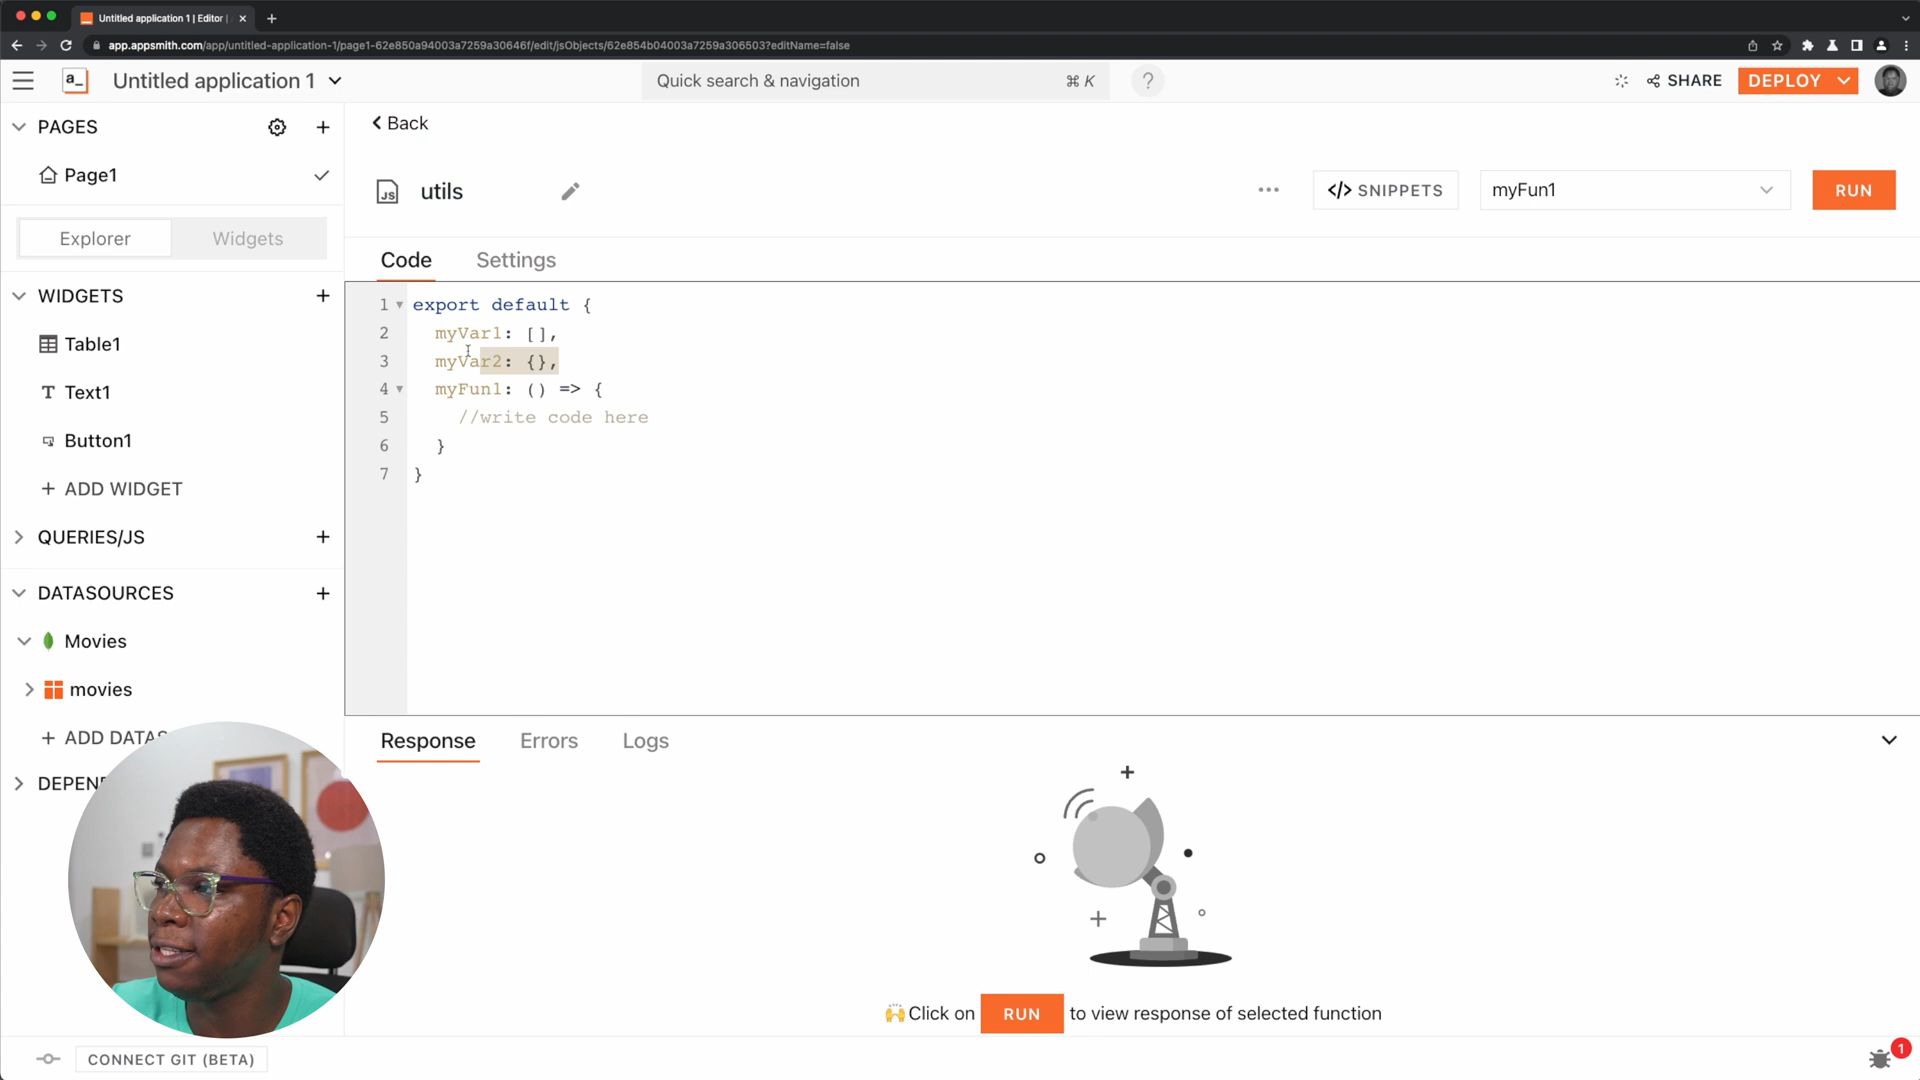 Untitled application 1 | Editor |
app.appsmith.com/app/untitled-application-1/page1-62e850a94003a7259a30646f/edit/jsObjects/62e854b04003a7259a306503?editName=false
a_
Untitled application 1
Quick search & navigation ⌘ K
?
SHARE
DEPLOY
PAGES
Page1
Explorer
Widgets
WIDGETS
Table1
Text1
Button1
+ ADD WIDGET
QUERIES/JS
DATASOURCES
Movies
movies
+ ADD DATAS
DEPEN
Back
JS
utils
</> SNIPPETS
myFun1
RUN
Code
Settings
1 export default {
2 myVar1: [],
3 myVar2: {},
4 myFun1: () => {
5 //write code here
6 }
7 }
Response
Errors
Logs
🙌 Click on RUN to view response of selected function
CONNECT GIT (BETA)
1